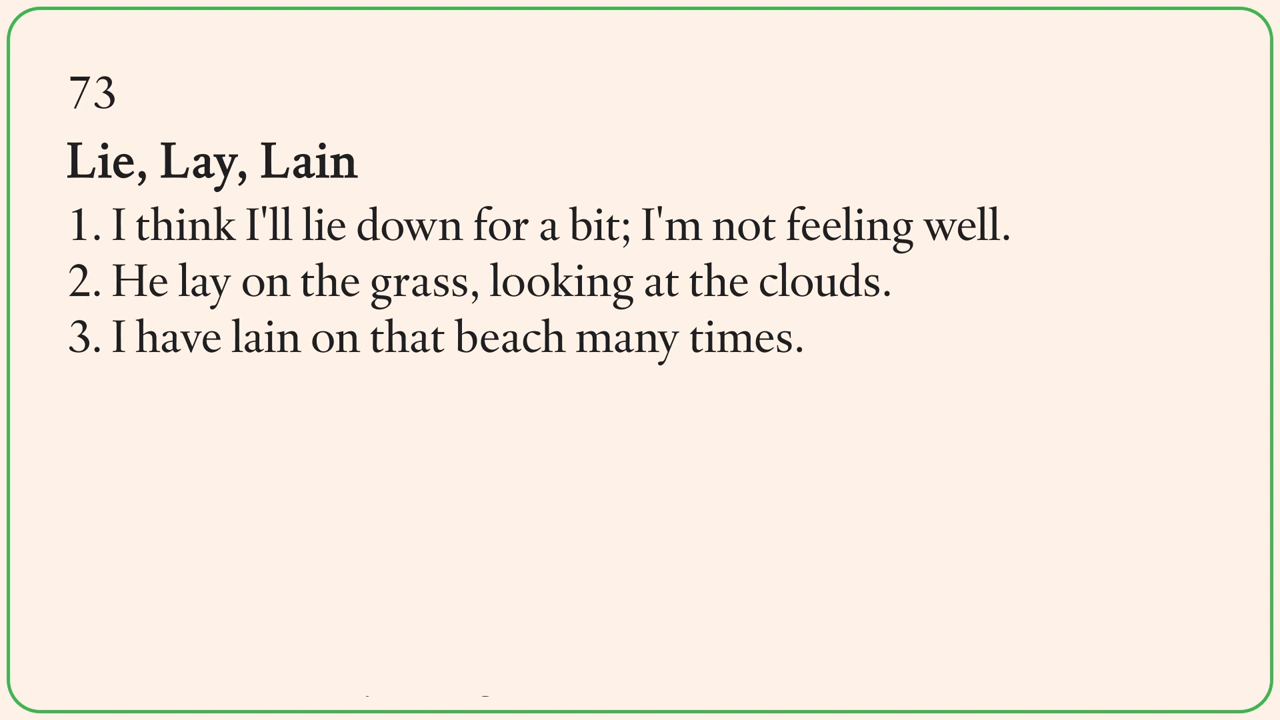 73
Lie, Lay, Lain
1. I think I'll lie down for a bit; I'm not feeling well.
2. He lay on the grass, looking at the clouds.
3. I have lain on that beach many times.